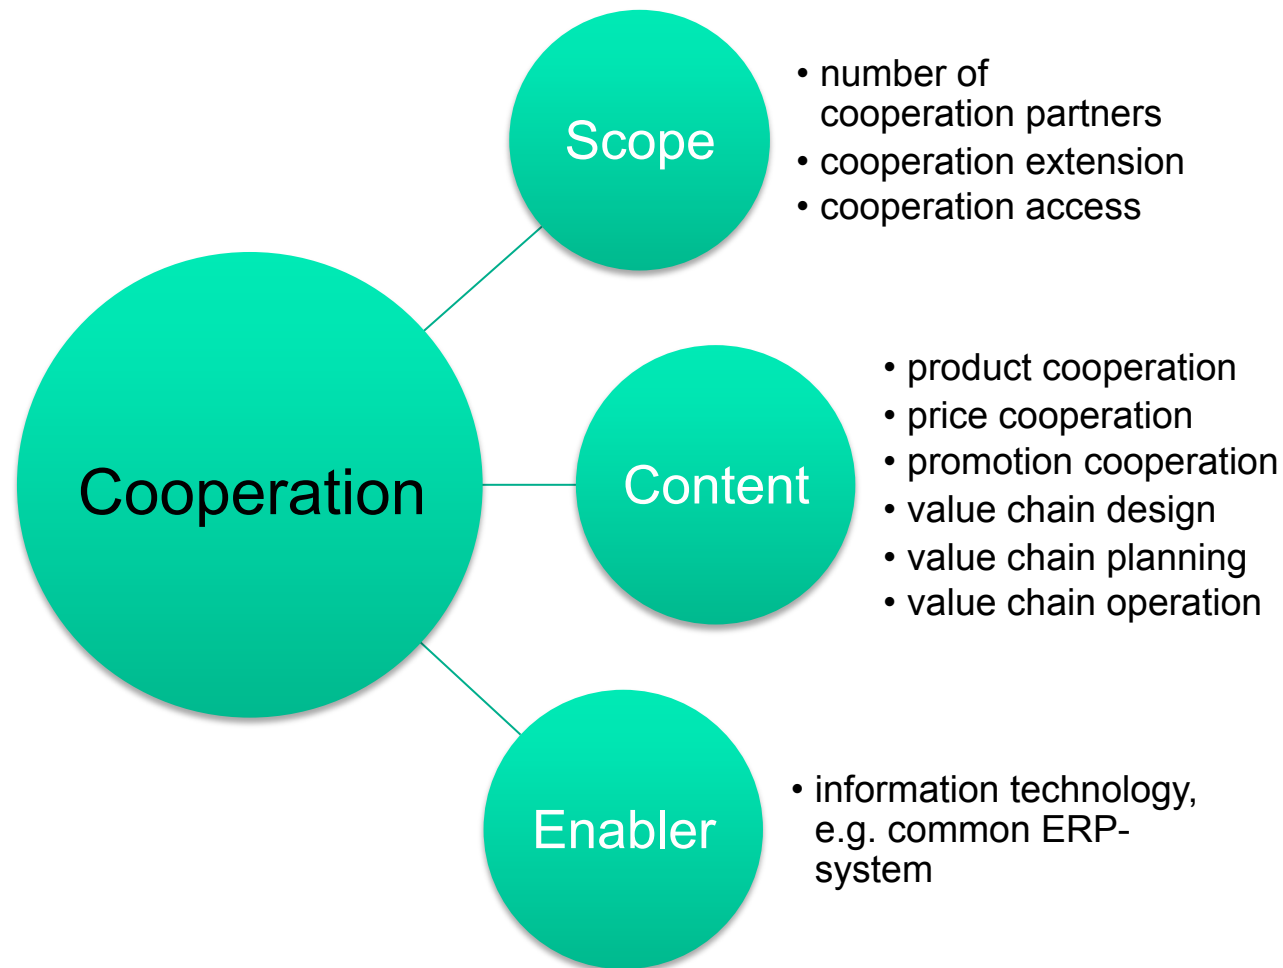 Scope
• number of
cooperation partners
• cooperation extension
• cooperation access
Cooperation
Content
• product cooperation
• price cooperation
• promotion cooperation
• value chain design
• value chain planning
• value chain operation
Enabler
• information technology,
e.g. common ERP-
system